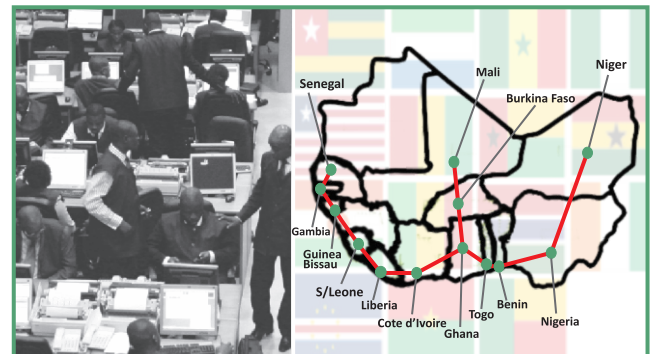 Senegal
Mali
Niger
Burkina Faso
Gambia
Guinea
Bissau
S/Leone
Liberia
Cote d'Ivoire
Ghana
Togo
Benin
Nigeria